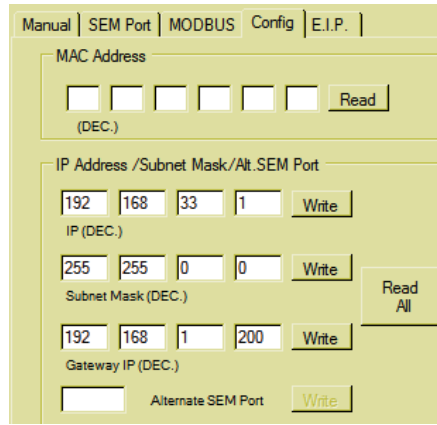 Manual SEM Port MODBUS Config E.I.P.
MAC Address
Read
(DEC.)
IP Address /Subnet Mask/Alt.SEM Port
192 168 33 1 Write
IP (DEC.)
255 255 0 0 Write
Subnet Mask (DEC.)
Read All
192 168 1 200 Write
Gateway IP (DEC.)
Alternate SEM Port Write